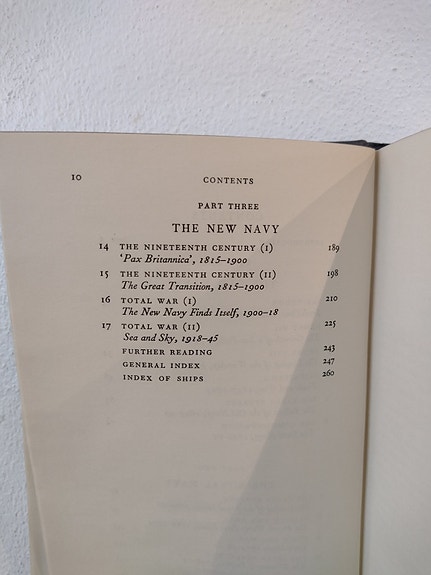 10 CONTENTS
PART THREE
THE NEW NAVY
14 THE NINETEENTH CENTURY (I) 189
'Pax Britannica', 1815–1900
15 THE NINETEENTH CENTURY (II) 198
The Great Transition, 1815–1900
16 TOTAL WAR (I) 210
The New Navy Finds Itself, 1900–18
17 TOTAL WAR (II) 225
Sea and Sky, 1918–45
FURTHER READING 243
GENERAL INDEX 247
INDEX OF SHIPS 260